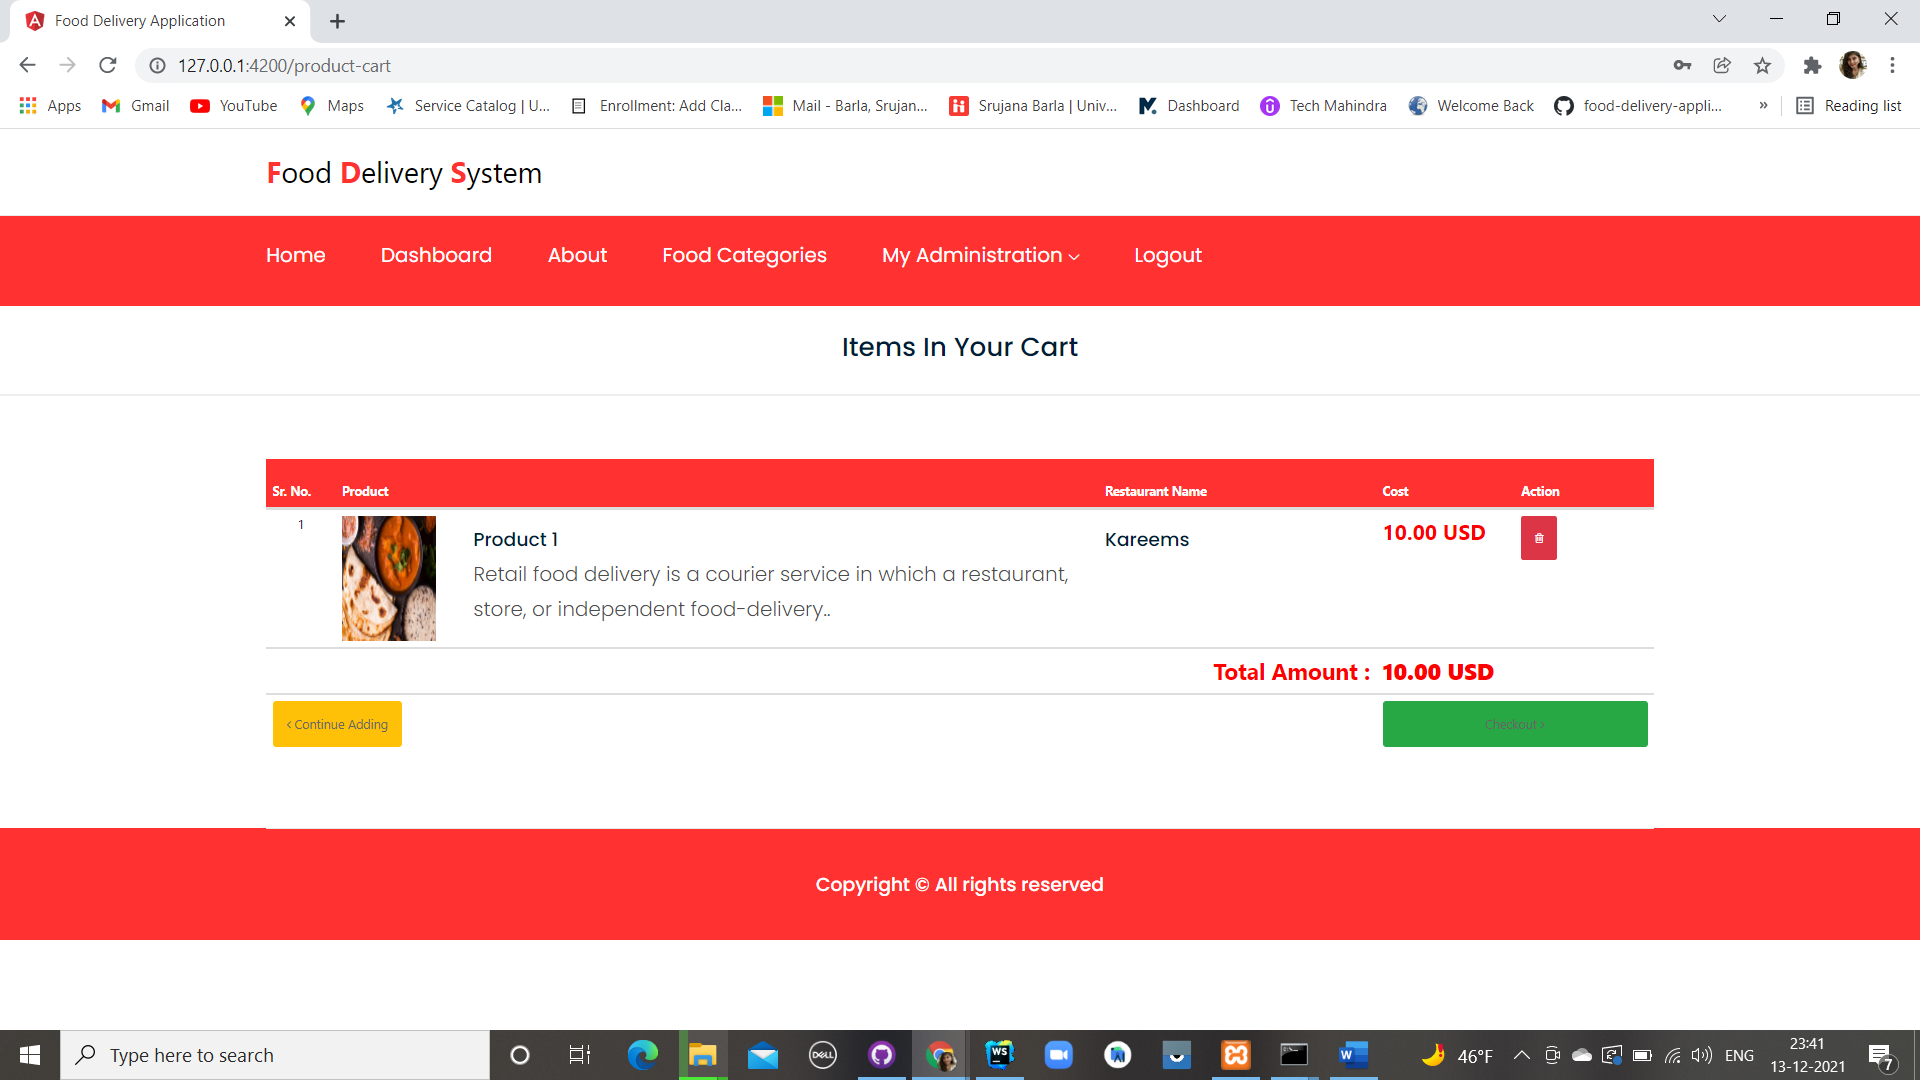 Food Delivery Application
127.0.0.1:4200/product-cart
Apps Gmail YouTube Maps Service Catalog | U... Enrollment: Add Cla... Mail - Barla, Srujan... Srujana Barla | Univ... Dashboard Tech Mahindra Welcome Back food-delivery-appli... » Reading list
Food Delivery System
Home Dashboard About Food Categories My Administration Logout
Items In Your Cart
Sr. No. Product Restaurant Name Cost Action
1 Product 1 Kareems 10.00 USD
Retail food delivery is a courier service in which a restaurant,
store, or independent food-delivery..
Total Amount : 10.00 USD
‹ Continue Adding Checkout ›
Copyright © All rights reserved
Type here to search DELL WS W 46°F ENG 23:41
13-12-2021 7